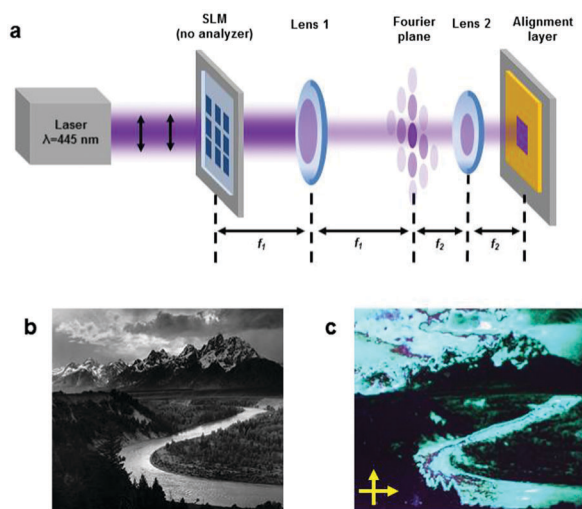 a
SLM
(no analyzer)
Lens 1
Fourier
plane
Lens 2
Alignment
layer
Laser
λ=445 nm
f1
f1
f2
f2
b
c